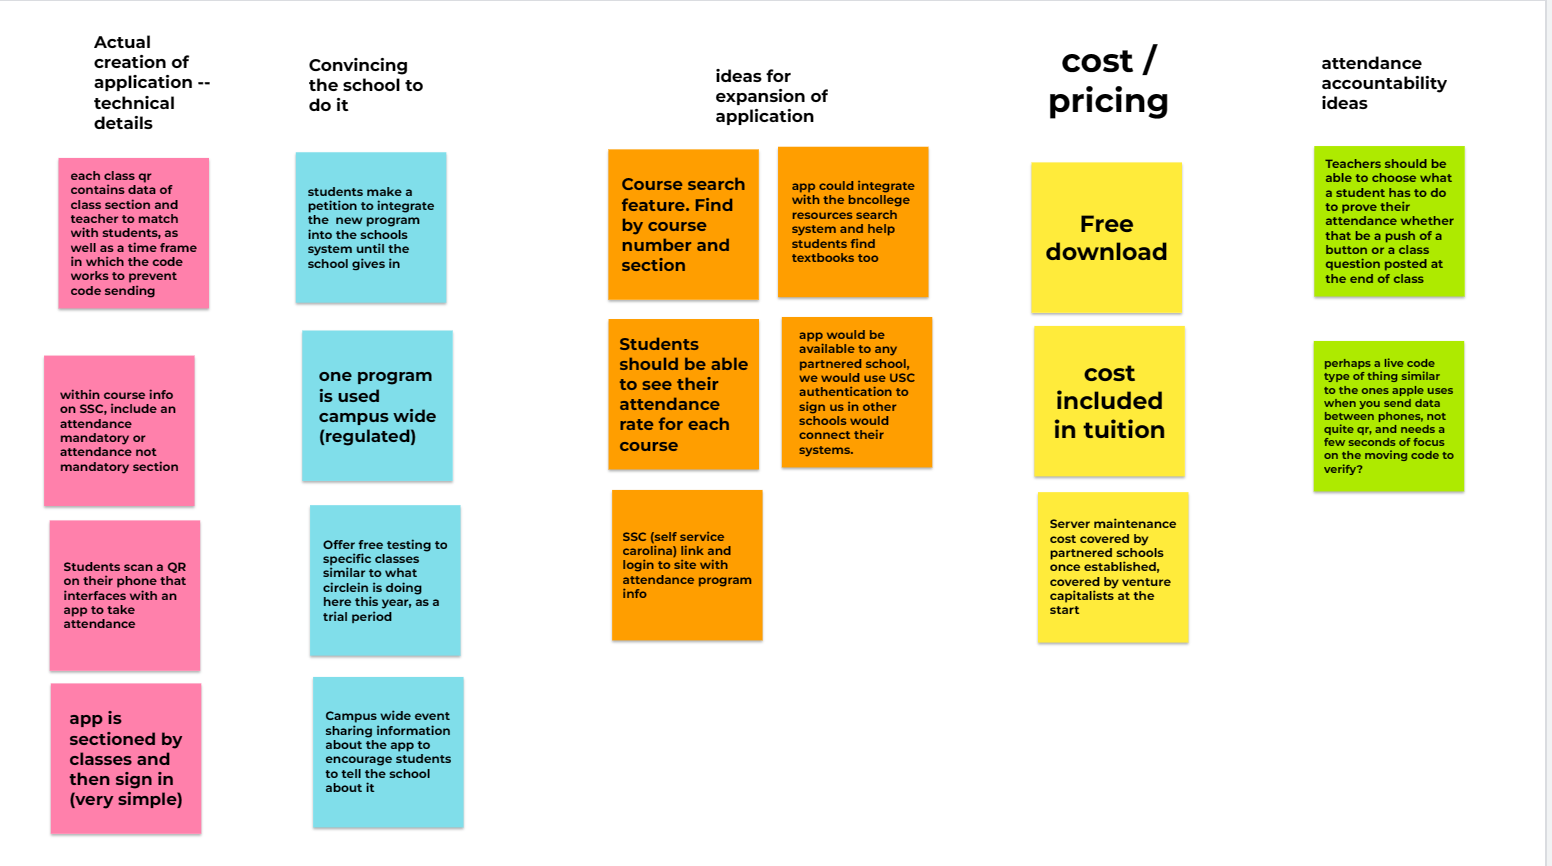 Actual
creation of
application --
technical
details
each class qr
contains data of
class section and
teacher to match
with students, as
well as a time frame
in which the code
works to prevent
code sending
within course info
on SSC, include an
attendance
mandatory or
attendance not
mandatory section
Students scan a QR
on their phone that
interfaces with an
app to take
attendance
app is
sectioned by
classes and
then sign in
(very simple)
Convincing
the school to
do it
students make a
petition to integrate
the new program
into the schools
system until the
school gives in
one program
is used
campus wide
(regulated)
Offer free testing to
specific classes
similar to what
circlein is doing
here this year, as a
trial period
Campus wide event
sharing information
about the app to
encourage students
to tell the school
about it
ideas for
expansion of
application
Course search
feature. Find
by course
number and
section
app could integrate
with the bncollege
resources search
system and help
students find
textbooks too
Students
should be able
to see their
attendance
rate for each
course
app would be
available to any
partnered school,
we would use USC
authentication to
sign us in other
schools would
connect their
systems.
SSC (self service
carolina) link and
login to site with
attendance program
info
cost /
pricing
Free
download
cost
included
in tuition
Server maintenance
cost covered by
partnered schools
once established,
covered by venture
capitalists at the
start
attendance
accountability
ideas
Teachers should be
able to choose what
a student has to do
to prove their
attendance whether
that be a push of a
button or a class
question posted at
the end of class
perhaps a live code
type of thing similar
to the ones apple uses
when you send data
between phones, not
quite qr, and needs a
few seconds of focus
on the moving code to
verify?